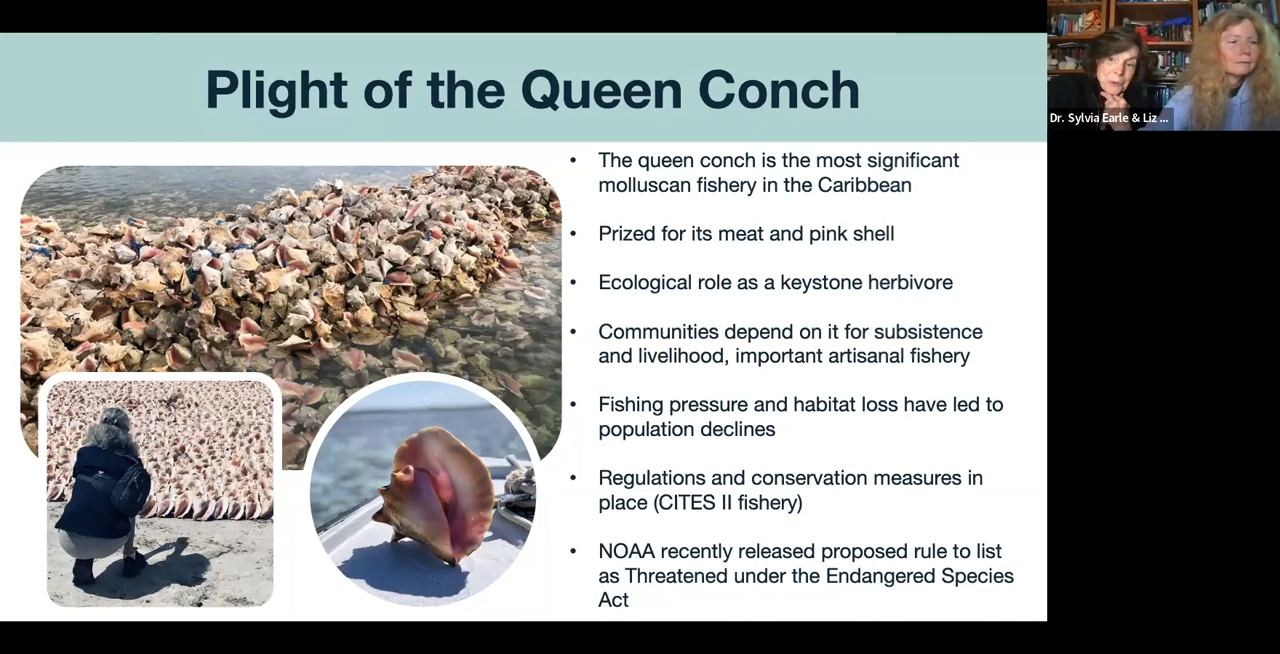 Plight of the Queen Conch
Dr. Sylvia Earle & Liz ...
• The queen conch is the most significant
molluscan fishery in the Caribbean
• Prized for its meat and pink shell
• Ecological role as a keystone herbivore
• Communities depend on it for subsistence
and livelihood, important artisanal fishery
• Fishing pressure and habitat loss have led to
population declines
• Regulations and conservation measures in
place (CITES II fishery)
• NOAA recently released proposed rule to list
as Threatened under the Endangered Species
Act